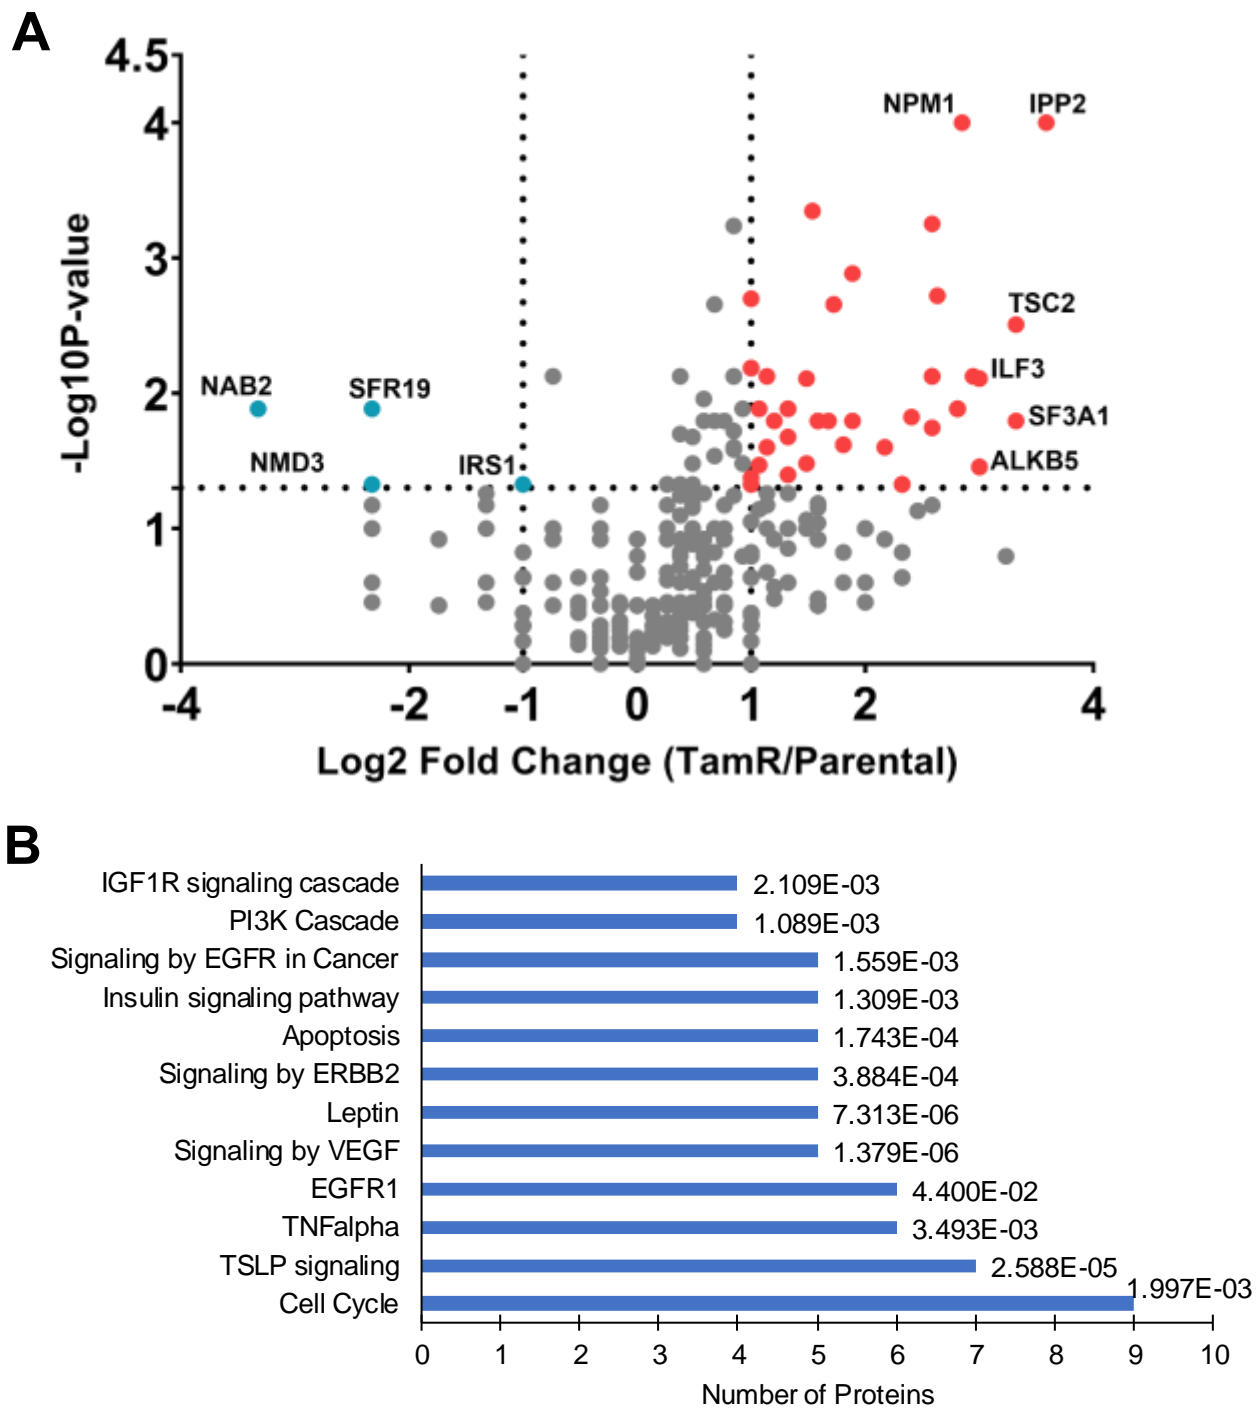 A
4.5
4
3
2
1
0
-Log10P-value
NPM1
IPP2
TSC2
ILF3
SF3A1
ALKB5
NAB2
SFR19
NMD3
IRS1
-4
-2
-1
0
1
2
4
Log2 Fold Change (TamR/Parental)
B
IGF1R signaling cascade 2.109E-03
PI3K Cascade 1.089E-03
Signaling by EGFR in Cancer 1.559E-03
Insulin signaling pathway 1.309E-03
Apoptosis 1.743E-04
Signaling by ERBB2 3.884E-04
Leptin 7.313E-06
Signaling by VEGF 1.379E-06
EGFR1 4.400E-02
TNFalpha 3.493E-03
TSLP signaling 2.588E-05
Cell Cycle 1.997E-03
0 1 2 3 4 5 6 7 8 9 10
Number of Proteins